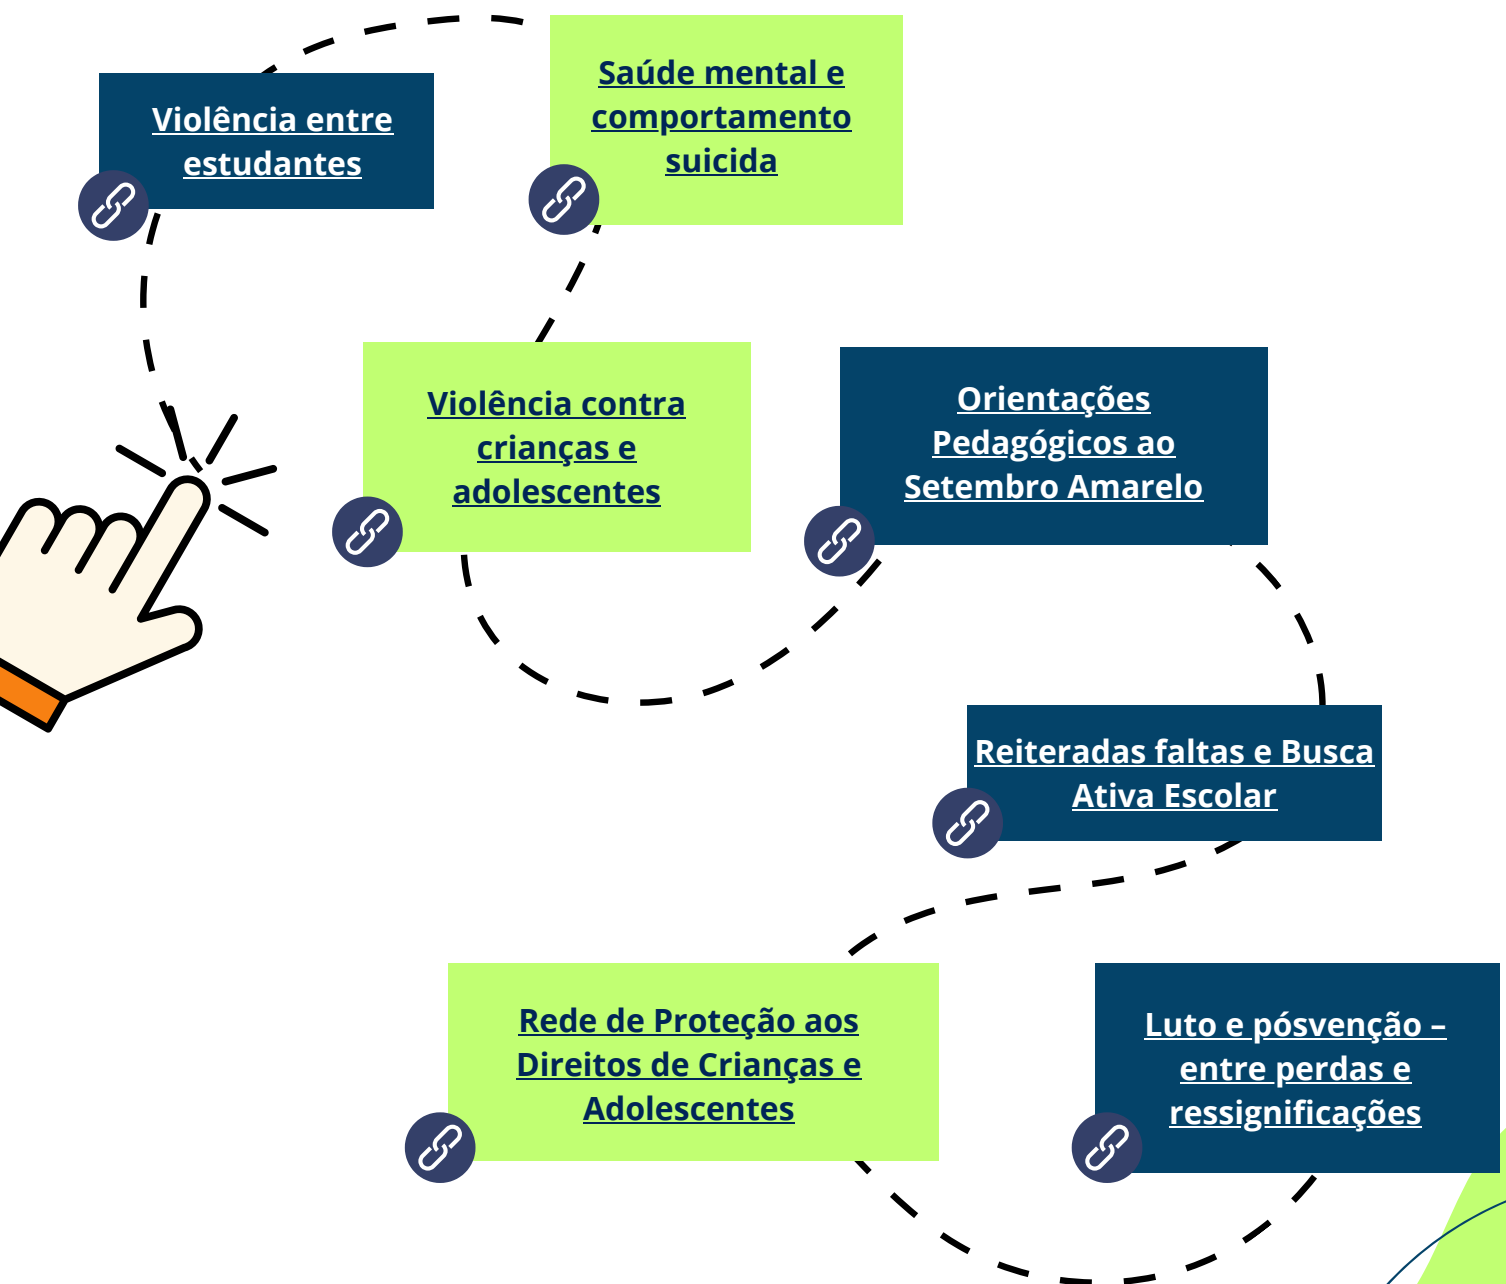 Violência entre
estudantes
Saúde mental e
comportamento
suicida
Violência contra
crianças e
adolescentes
Orientações
Pedagógicos ao
Setembro Amarelo
Reiteradas faltas e Busca
Ativa Escolar
Rede de Proteção aos
Direitos de Crianças e
Adolescentes
Luto e pósvenção –
entre perdas e
ressignificações